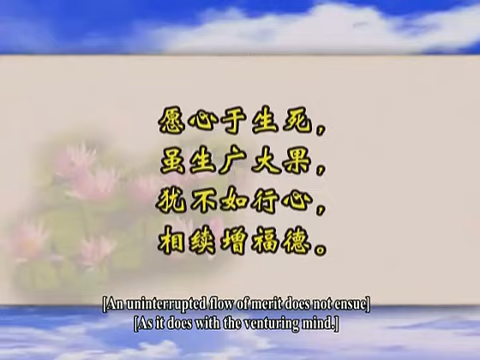 愿心于生死，
虽生广大果，
犹不如行心，
相续增福德。
[An uninterrupted flow of merit does not ensue]
[As it does with the venturing mind.]